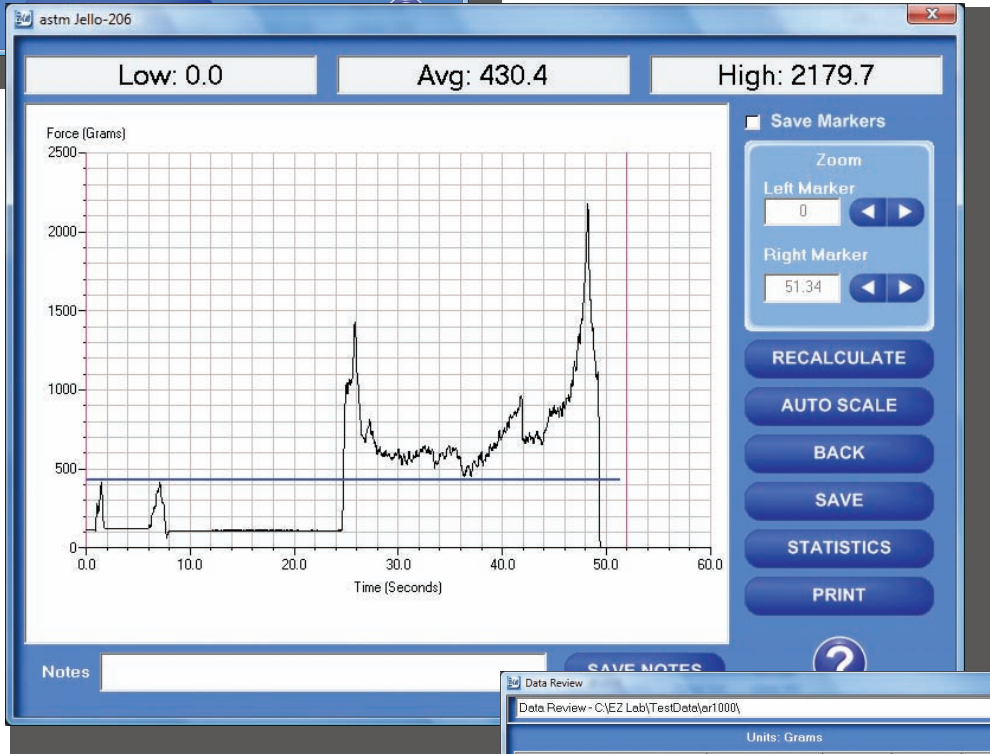 astm Jello-206
Low: 0.0
Avg: 430.4
High: 2179.7
Force (Grams)
2500
2000
1500
1000
500
0
0.0 10.0 20.0 30.0 40.0 50.0 60.0
Time (Seconds)
Save Markers
Zoom
Left Marker
0
Right Marker
51.34
RECALCULATE
AUTO SCALE
BACK
SAVE
STATISTICS
PRINT
?
Notes
SAVE NOTES
Data Review
Data Review - C:\EZ Lab\TestData\ar1000\
Units: Grams